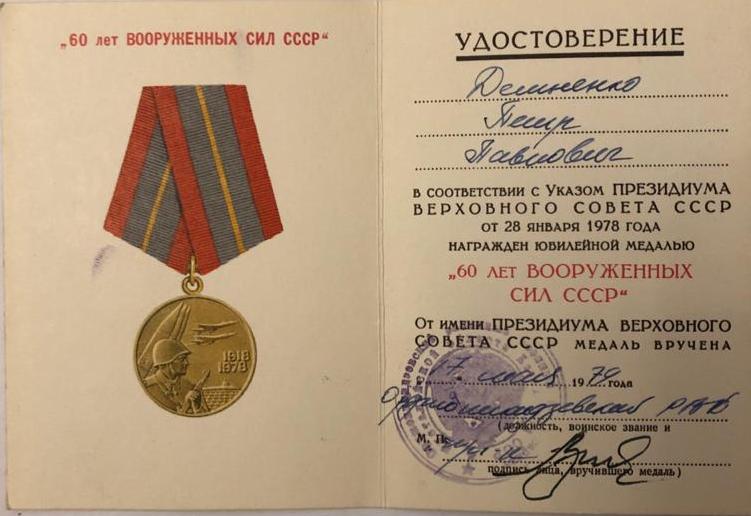 „60 лет ВООРУЖЕННЫХ СИЛ СССР“
1918
1978
УДОСТОВЕРЕНИЕ
Петр
Павлович
В СООТВЕТСТВИИ С УКАЗОМ ПРЕЗИДИУМА
ВЕРХОВНОГО СОВЕТА СССР
ОТ 28 ЯНВАРЯ 1978 ГОДА
НАГРАЖДЕН ЮБИЛЕЙНОЙ МЕДАЛЬЮ
„60 ЛЕТ ВООРУЖЕННЫХ
СИЛ СССР“
ОТ ИМЕНИ ПРЕЗИДИУМА ВЕРХОВНОГО
СОВЕТА СССР МЕДАЛЬ ВРУЧЕНА
17 1979 года
(должность, воинское звание и
М. П.
подпись лица, вручившего медаль)